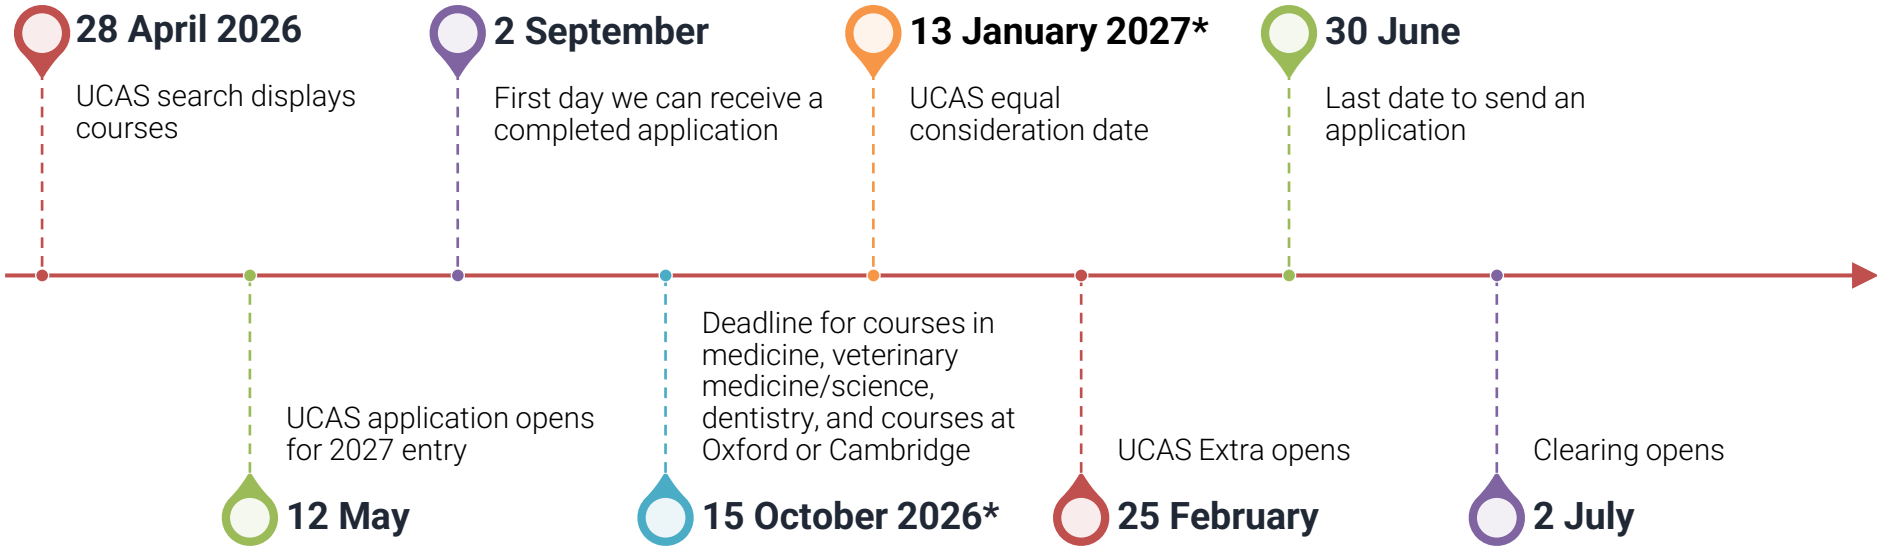 28 April 2026
UCAS search displays
courses
2 September
First day we can receive a
completed application
13 January 2027*
UCAS equal
consideration date
30 June
Last date to send an
application
UCAS application opens
for 2027 entry
12 May
Deadline for courses in
medicine, veterinary
medicine/science,
dentistry, and courses at
Oxford or Cambridge
15 October 2026*
UCAS Extra opens
25 February
Clearing opens
2 July